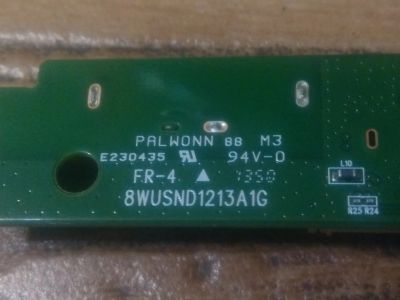 PALWONN 88 M3
E230435 94V-0
FR-4 1350
8WUSND1213A1G
L10
R25 R24